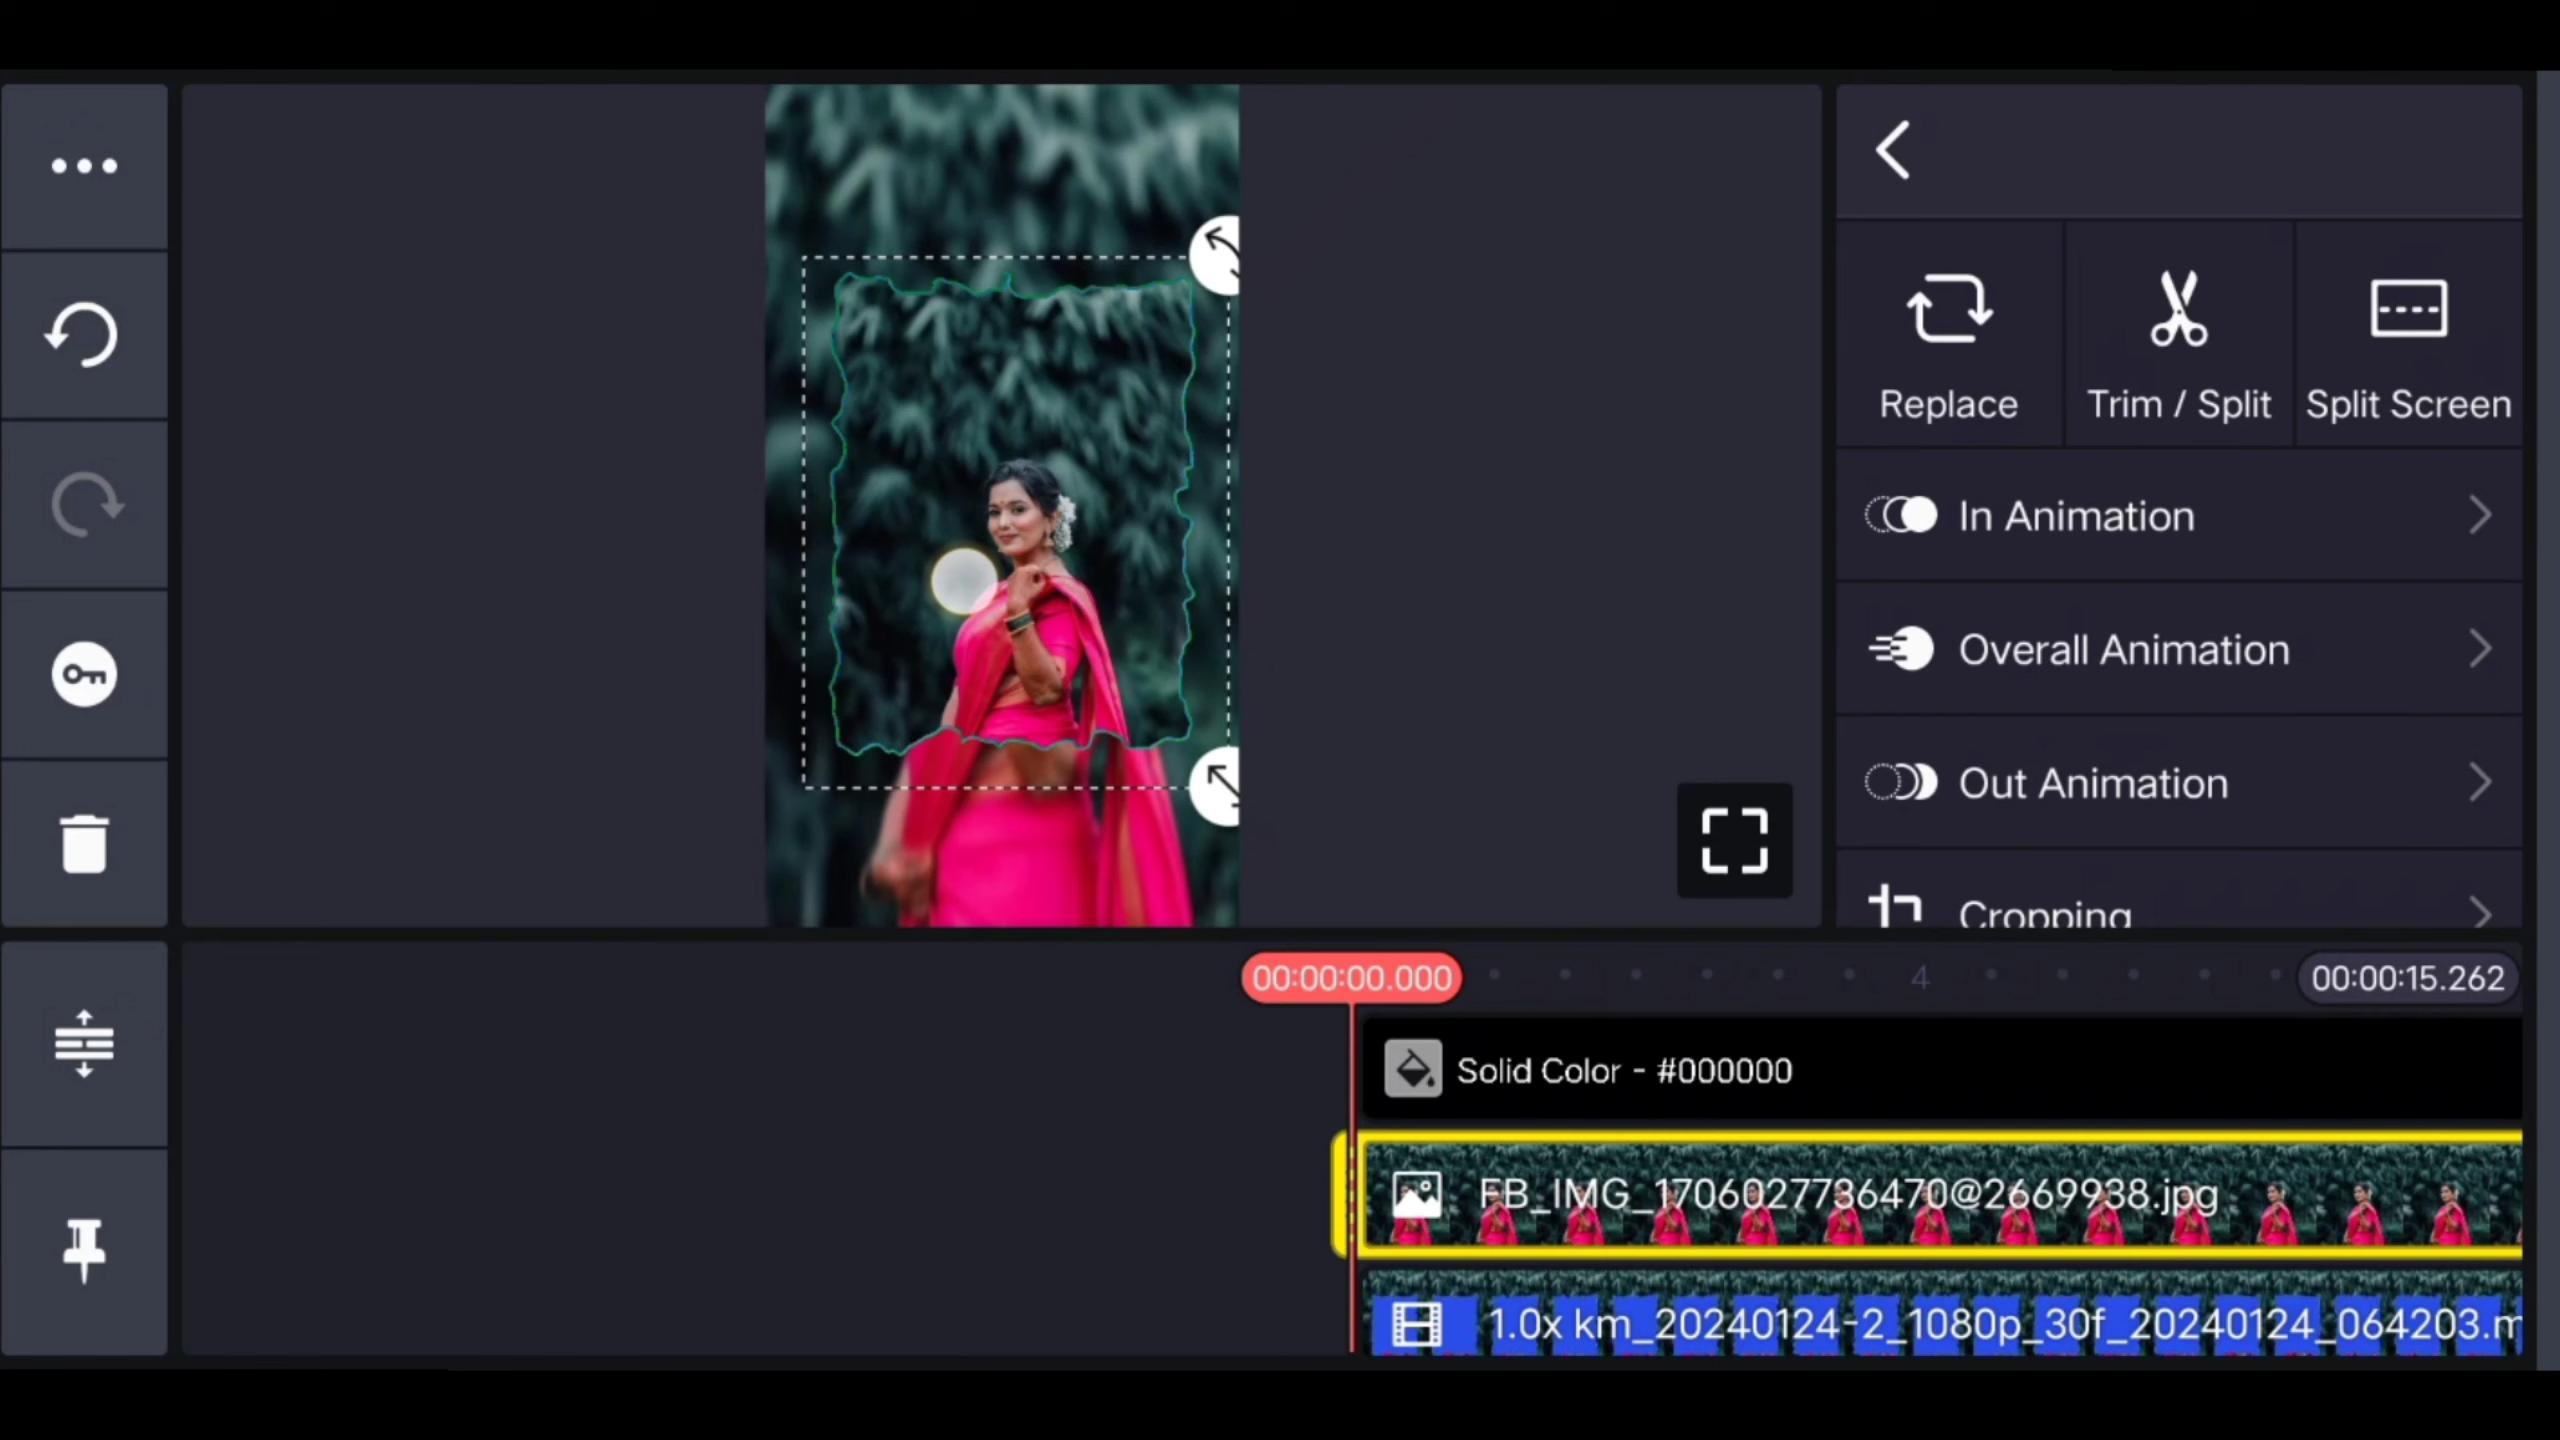 Replace
Trim / Split
Split Screen
In Animation
Overall Animation
Out Animation
Cropping
00:00:00.000
4
00:00:15.262
Solid Color - #000000
FB_IMG_1706027736470@2669938.jpg
1.0x km_20240124-2_1080p_30f_20240124_064203.m